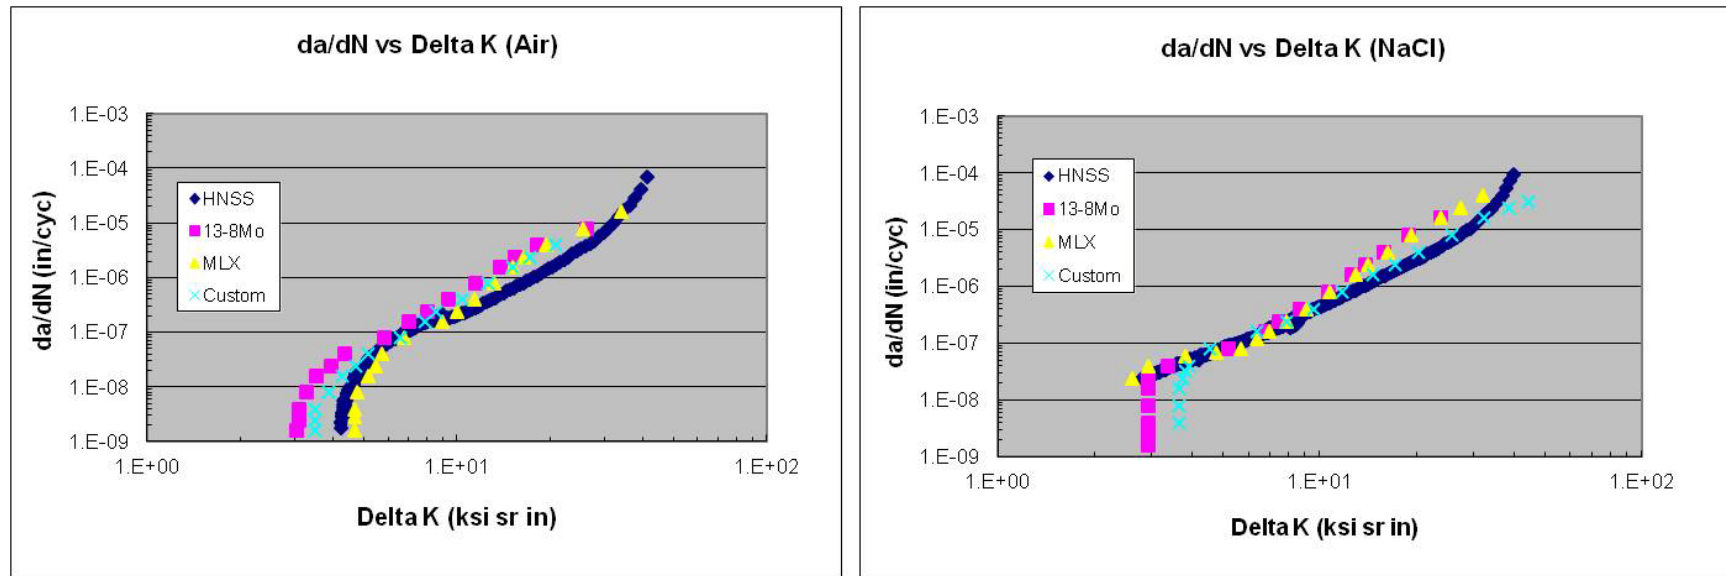 da/dN vs Delta K (Air)
1.E-03
1.E-04
1.E-05
1.E-06
1.E-07
1.E-08
1.E-09
da/dN (in/cyc)
HNSS
13-8Mo
MLX
Custom
1.E+00
1.E+01
1.E+02
Delta K (ksi sr in)
da/dN vs Delta K (NaCl)
1.E-03
1.E-04
1.E-05
1.E-06
1.E-07
1.E-08
1.E-09
da/dN (in/cyc)
HNSS
13-8Mo
MLX
Custom
1.E+00
1.E+01
1.E+02
Delta K (ksi sr in)